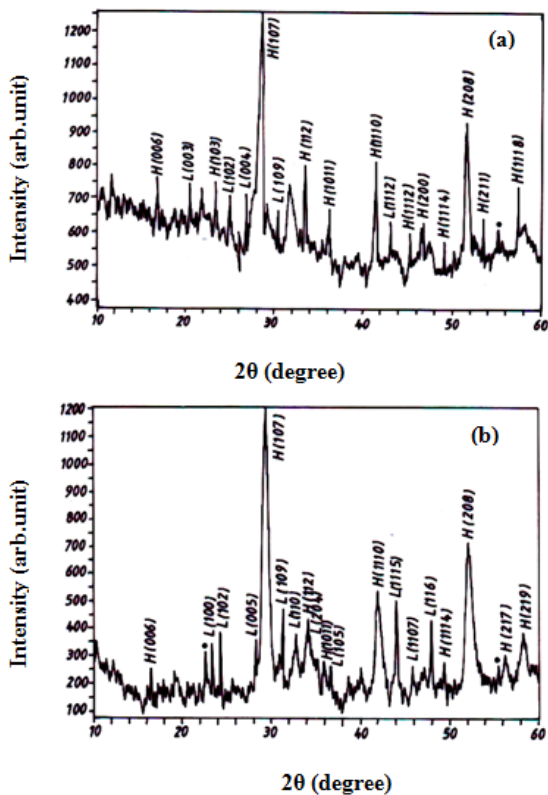 (a)
Intensity (arb.unit)
1200
1100
1000
900
800
700
600
500
400
H(006)
L(003)
H(103)
L(102)
L(004)
H(107)
L(109)
H(112)
H(1011)
H(1110)
L(1112)
H(1112)
H(200)
H(1114)
H(208)
H(211)
H(1118)
10 20 30 40 50 60
2θ (degree)
(b)
Intensity (arb.unit)
1200
1100
1000
900
800
700
600
500
400
300
200
100
H(006)
L(100)
L(102)
L(005)
H(107)
L(109)
L(110)
H(112)
L(204)
H(1011)
L(105)
H(1110)
L(1115)
L(1107)
L(116)
H(1114)
H(208)
H(217)
H(219)
10 20 30 40 50 60
2θ (degree)